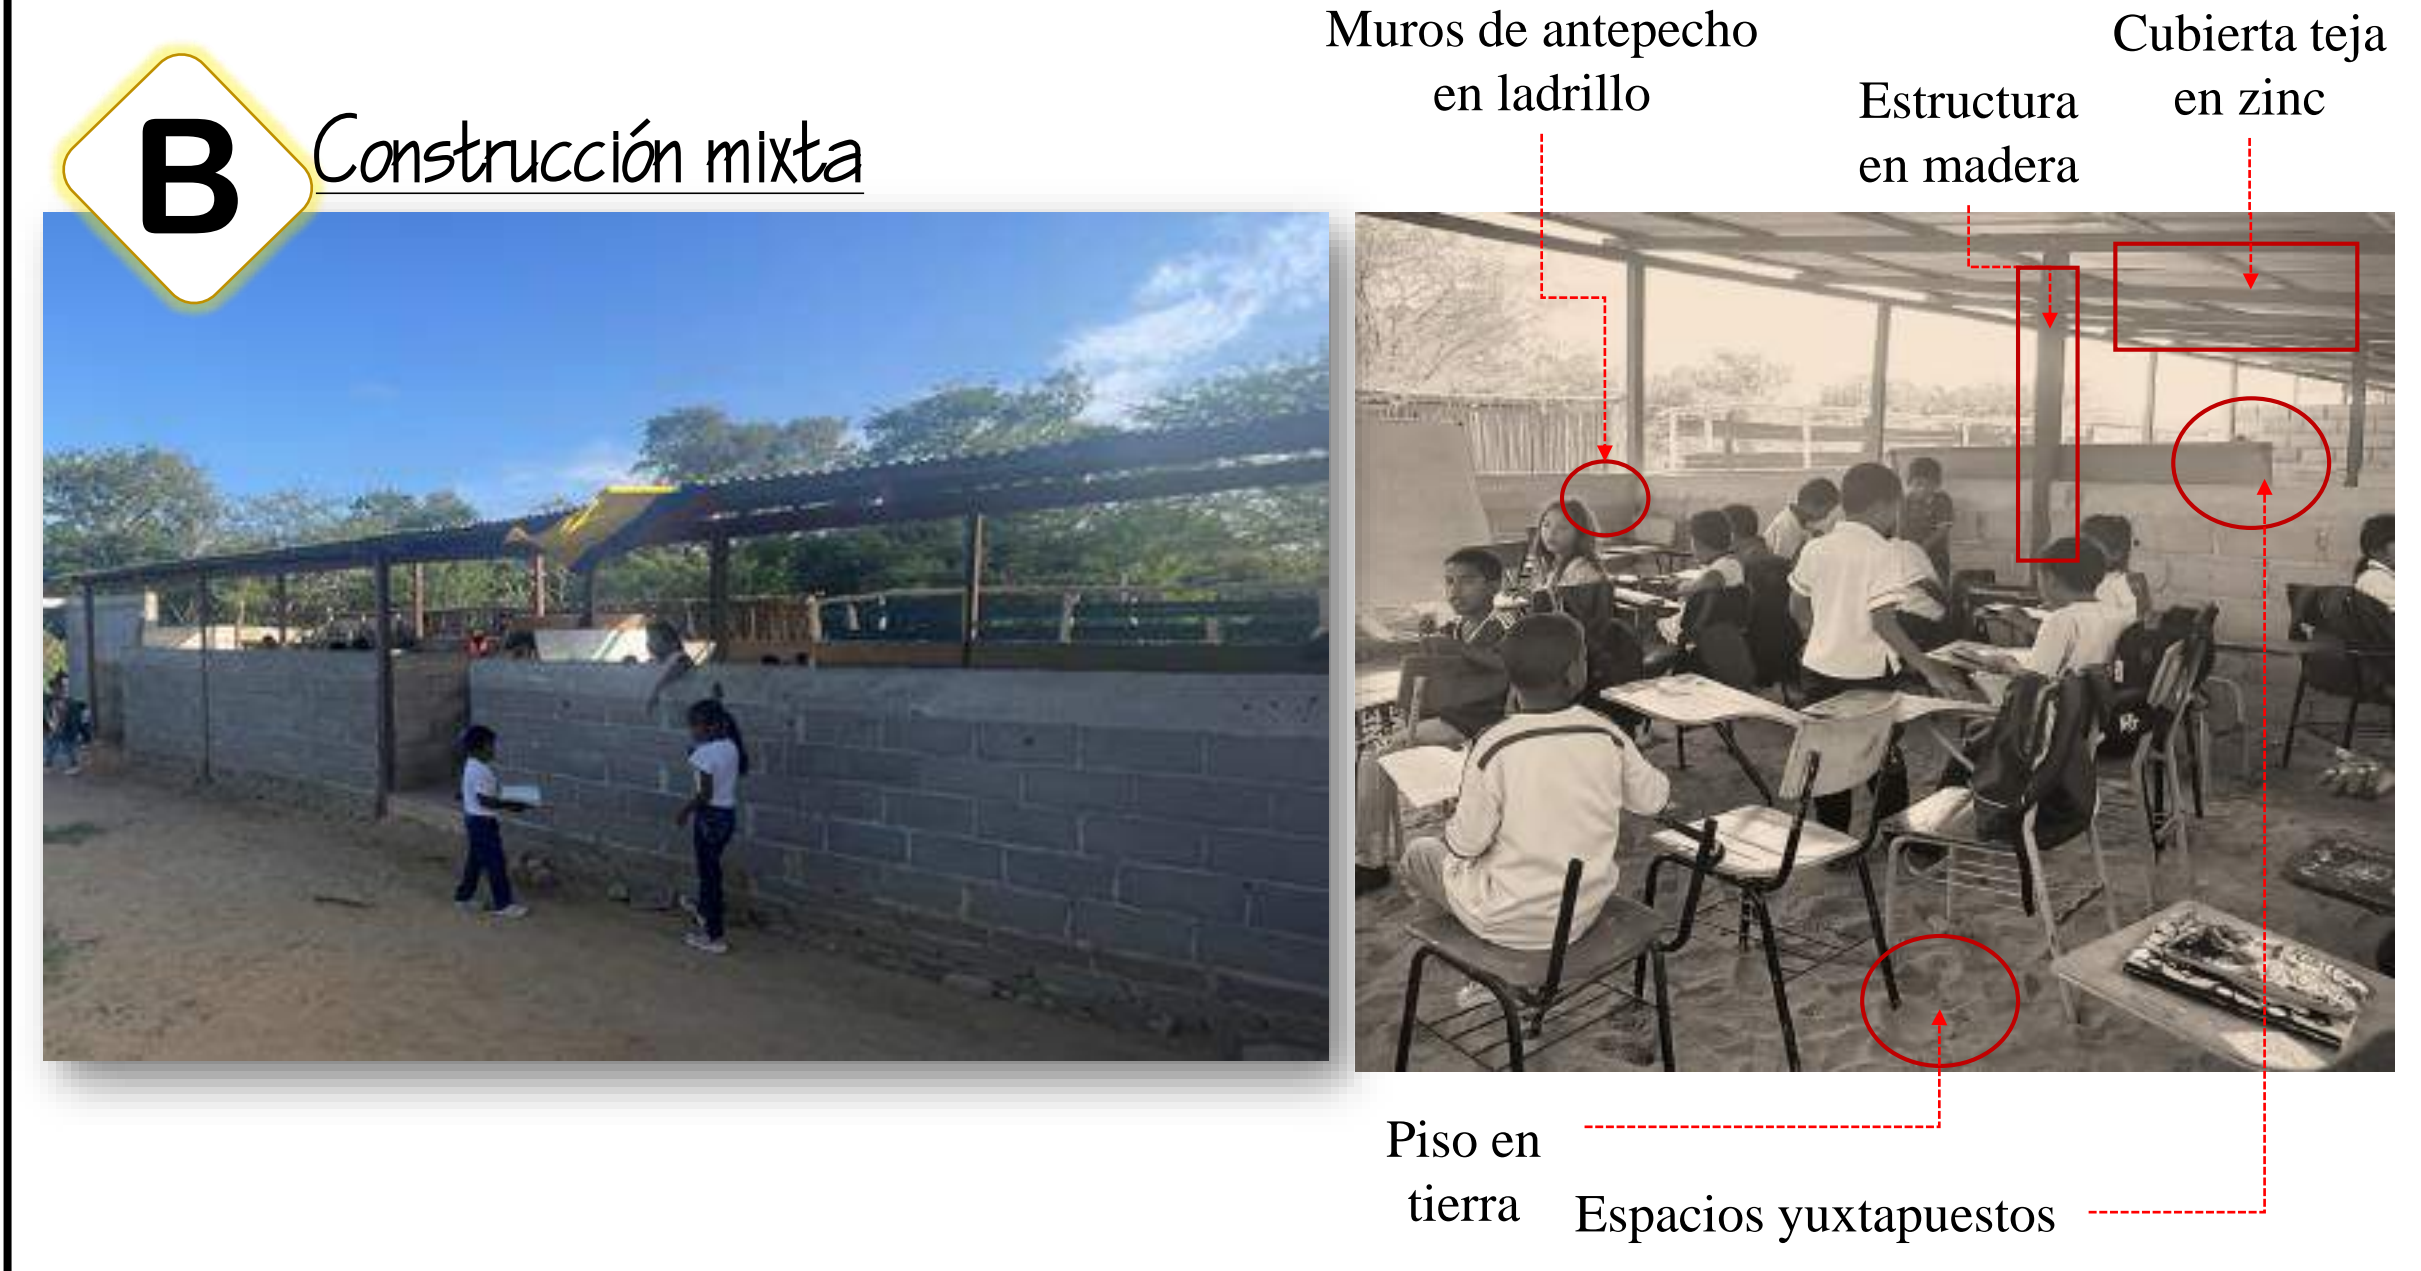 B
Construcción mixta
Muros de antepecho
en ladrillo
Estructura
en madera
Cubierta teja
en zinc
Piso en
tierra
Espacios yuxtapuestos